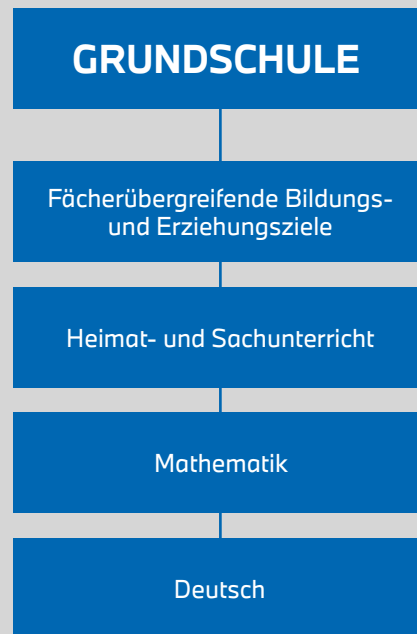 GRUNDSCHULE
Fächerübergreifende Bildungs-
und Erziehungsziele
Heimat- und Sachunterricht
Mathematik
Deutsch